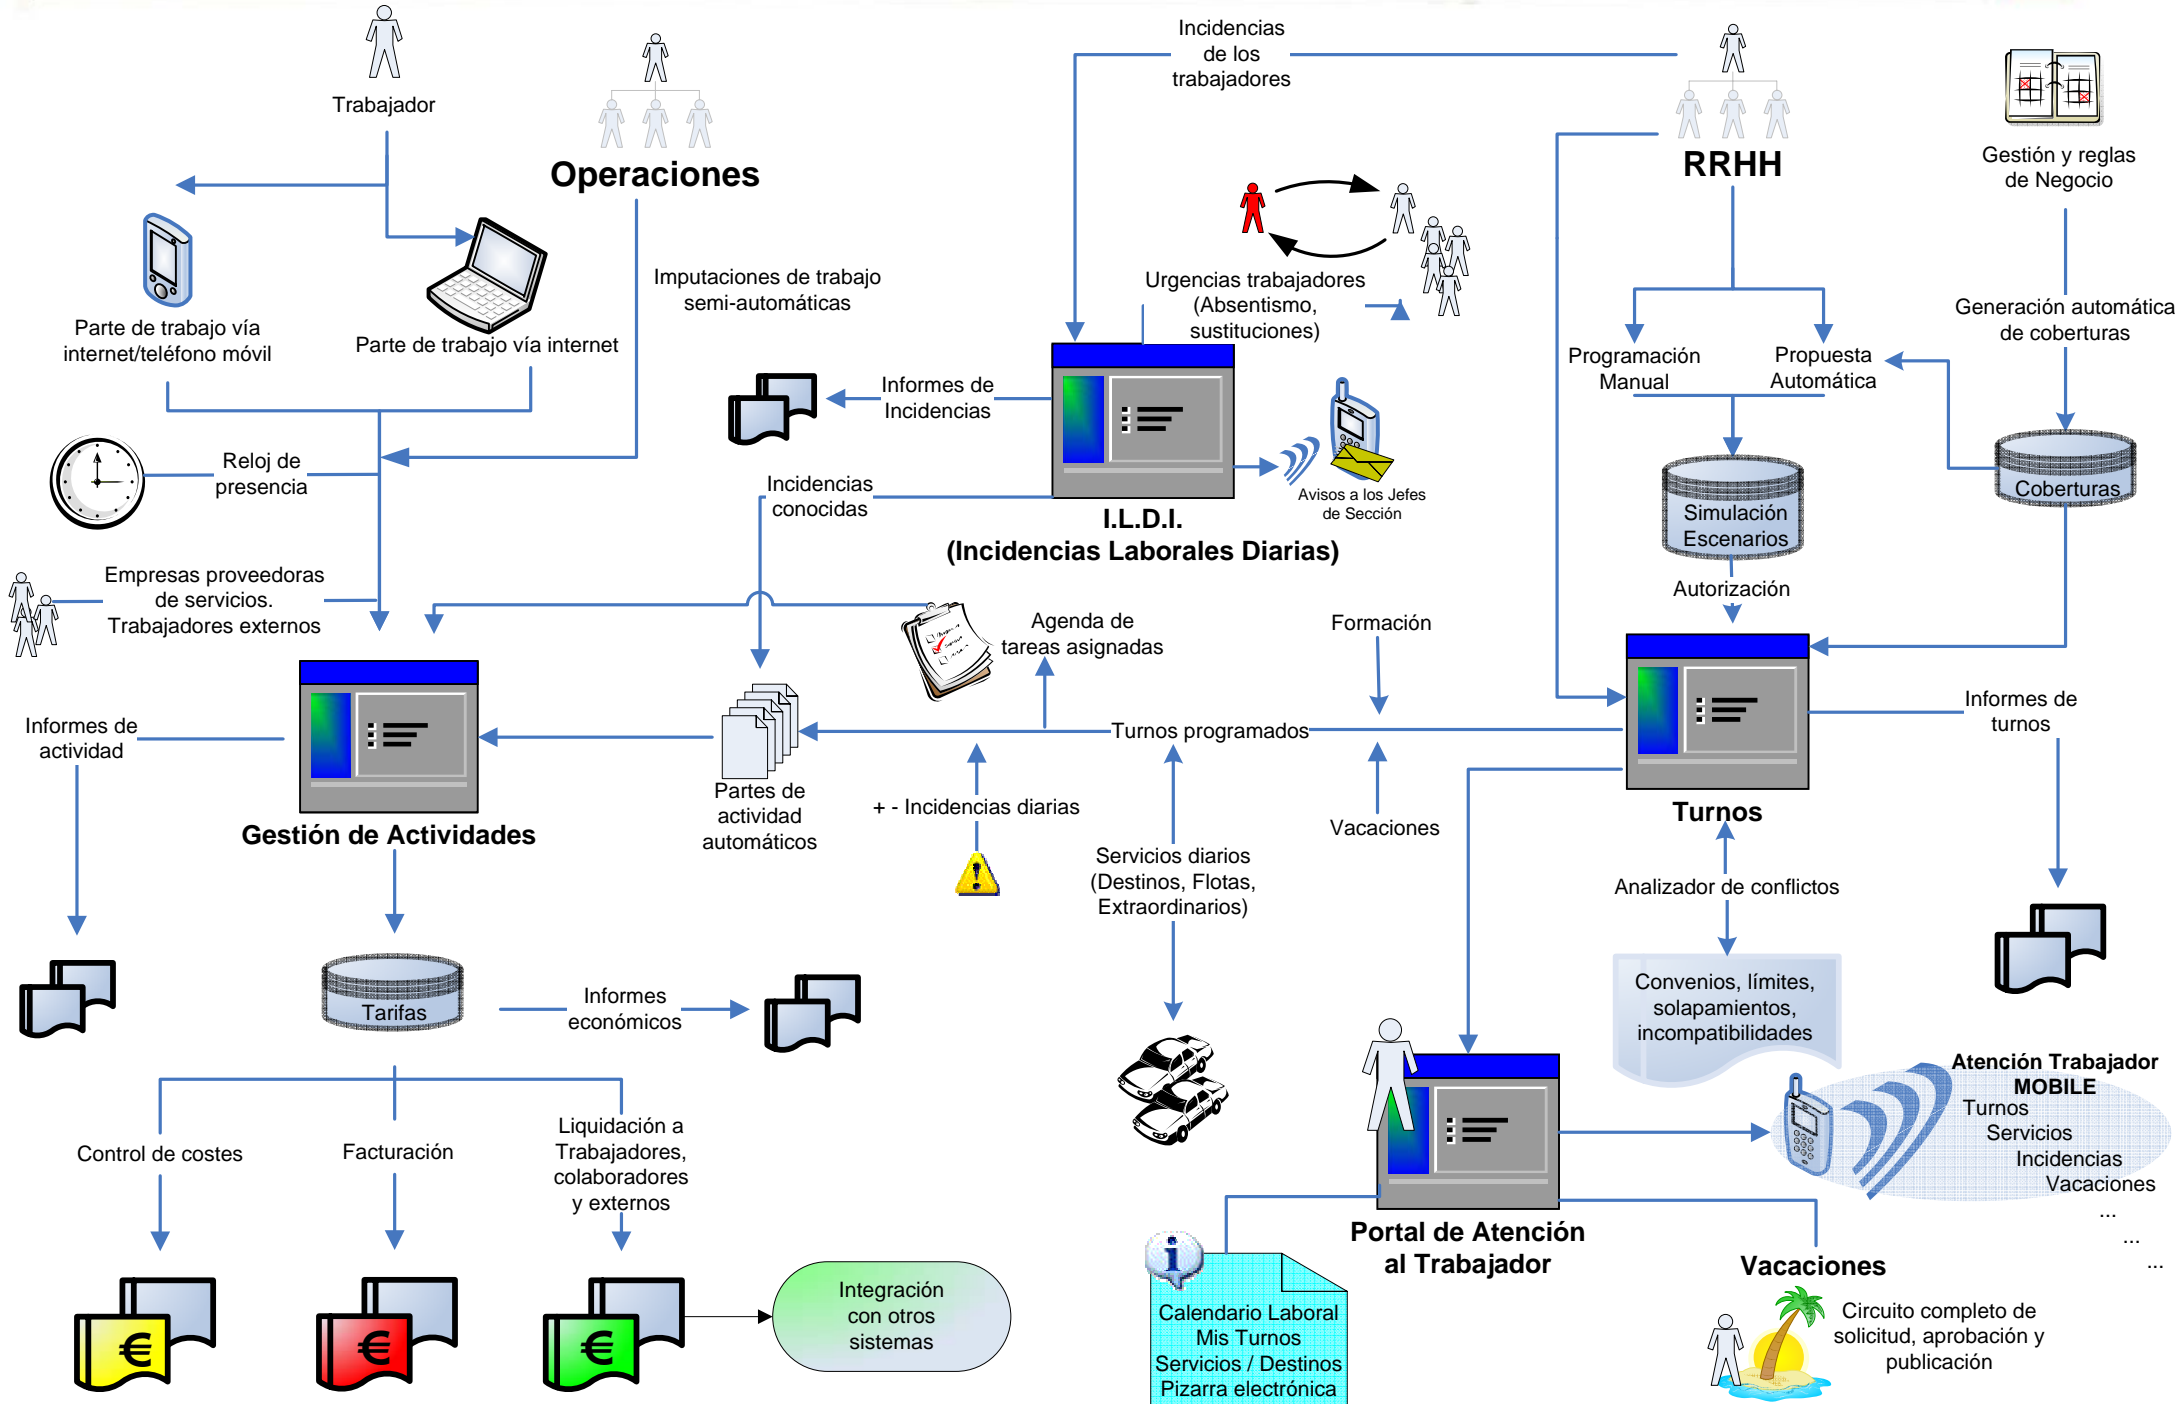 Trabajador
Operaciones
Incidencias
de los
trabajadores
RRHH
Gestión y reglas
de Negocio
Parte de trabajo vía
internet/teléfono móvil
Parte de trabajo vía internet
Imputaciones de trabajo
semi-automáticas
Urgencias trabajadores
(Absentismo,
sustituciones)
Generación automática
de coberturas
Programación
Manual
Propuesta
Automática
Informes de
Incidencias
Reloj de
presencia
Incidencias
conocidas
Avisos a los Jefes
de Sección
I.L.D.I.
(Incidencias Laborales Diarias)
Simulación
Escenarios
Coberturas
Autorización
Empresas proveedoras
de servicios.
Trabajadores externos
Agenda de
tareas asignadas
Formación
Informes de
actividad
Turnos programados
Informes de
turnos
Gestión de Actividades
Partes de
actividad
automáticos
+ - Incidencias diarias
Vacaciones
Turnos
Servicios diarios
(Destinos, Flotas,
Extraordinarios)
Analizador de conflictos
Tarifas
Informes
económicos
Convenios, límites,
solapamientos,
incompatibilidades
Atención Trabajador
MOBILE
Turnos
Servicios
Incidencias
Vacaciones
...
...
...
Control de costes
Facturación
Liquidación a
Trabajadores,
colaboradores
y externos
Portal de Atención
al Trabajador
Vacaciones
Circuito completo de
solicitud, aprobación y
publicación
i
Calendario Laboral
Mis Turnos
Servicios / Destinos
Pizarra electrónica
€
€
€
Integración
con otros
sistemas